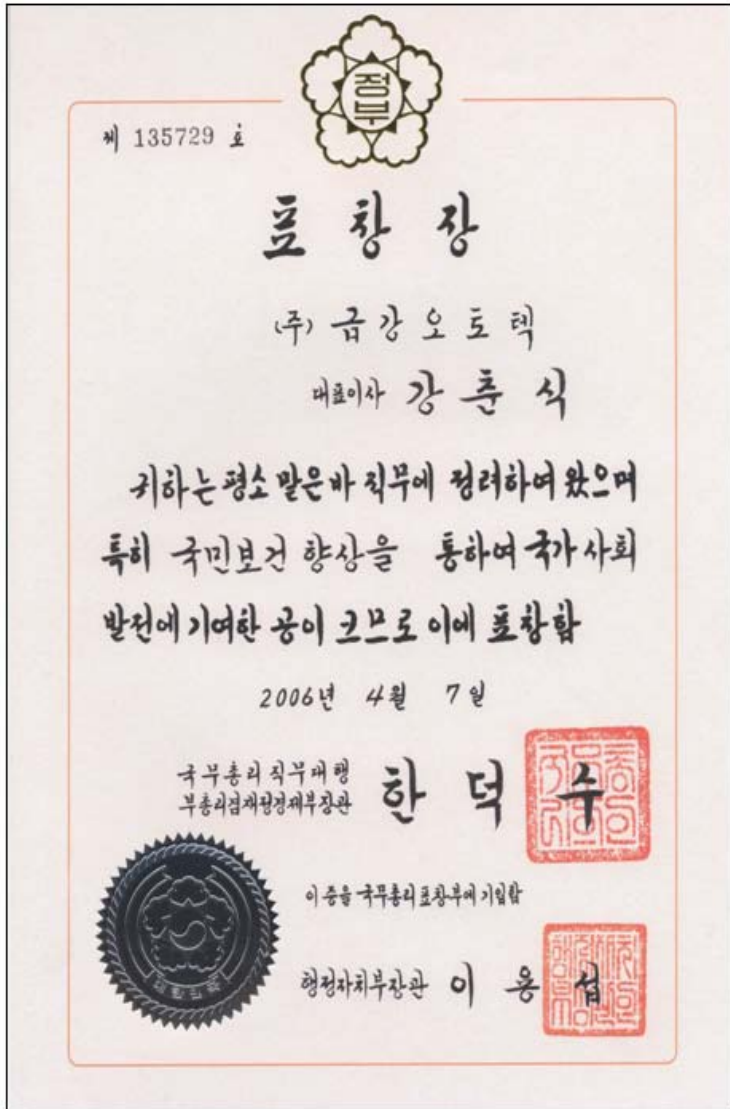 정부
제 135729 호
표 창 장
(주) 금강오토텍
대표이사 강 춘 식
귀하는 평소 맡은바 직무에 정려하여 왔으며
특히 국민보건 향상을 통하여 국가사회
발전에 기여한 공이 크므로 이에 표창함
2006년 4월 7일
국무총리직무대행
부총리겸재정경제부장관 한 덕 수
이 증을 국무총리표창부에 기입함
행정자치부장관 이 용 섭
대한민국